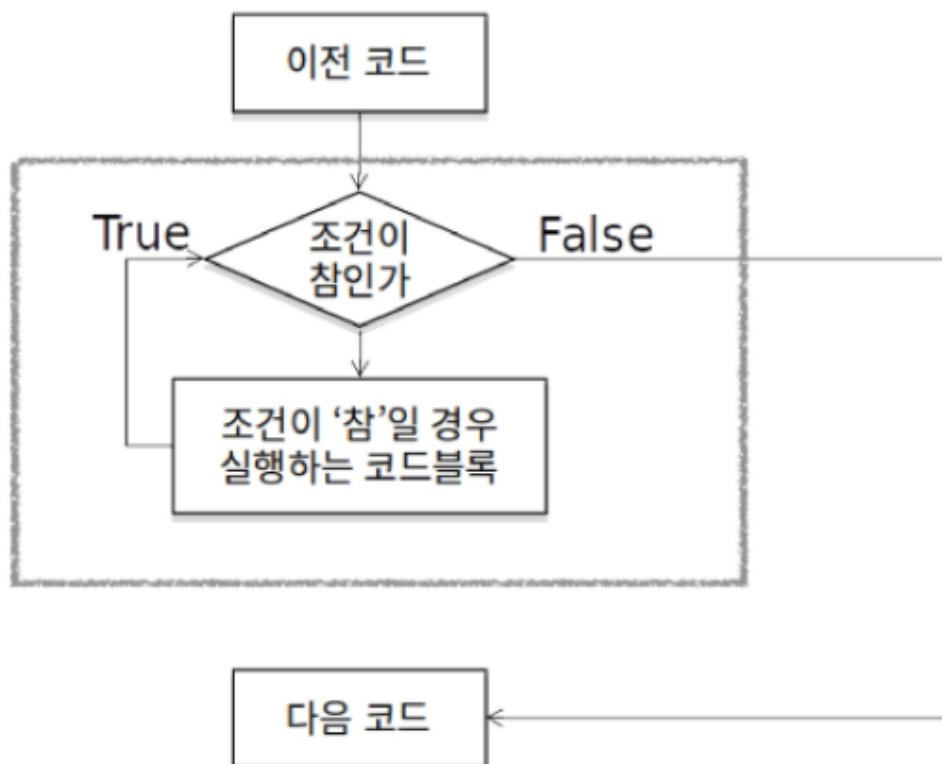 이전 코드
True
조건이
참인가
False
조건이 ‘참’일 경우
실행하는 코드블록
다음 코드